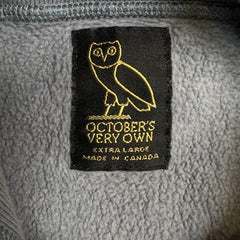 OCTOBER'S
VERY OWN
EXTRA LARGE
MADE IN CANADA